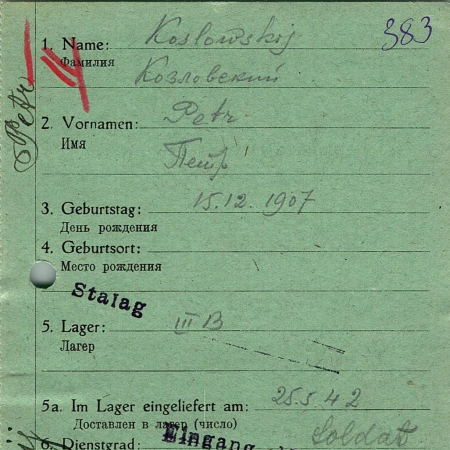 1. Name: Koslowskij 383
Фамилия Козловский
Petr
2. Vornamen: Petr
Имя Петр
3. Geburtstag: 15.12.1907
День рождения
4. Geburtsort:
Место рождения
Stalag
5. Lager: III B
Лагер
5a. Im Lager eingeliefert am: 25.5.42
Доставлен в лагер (число)
6. Dienstgrad: Eingang Soldat